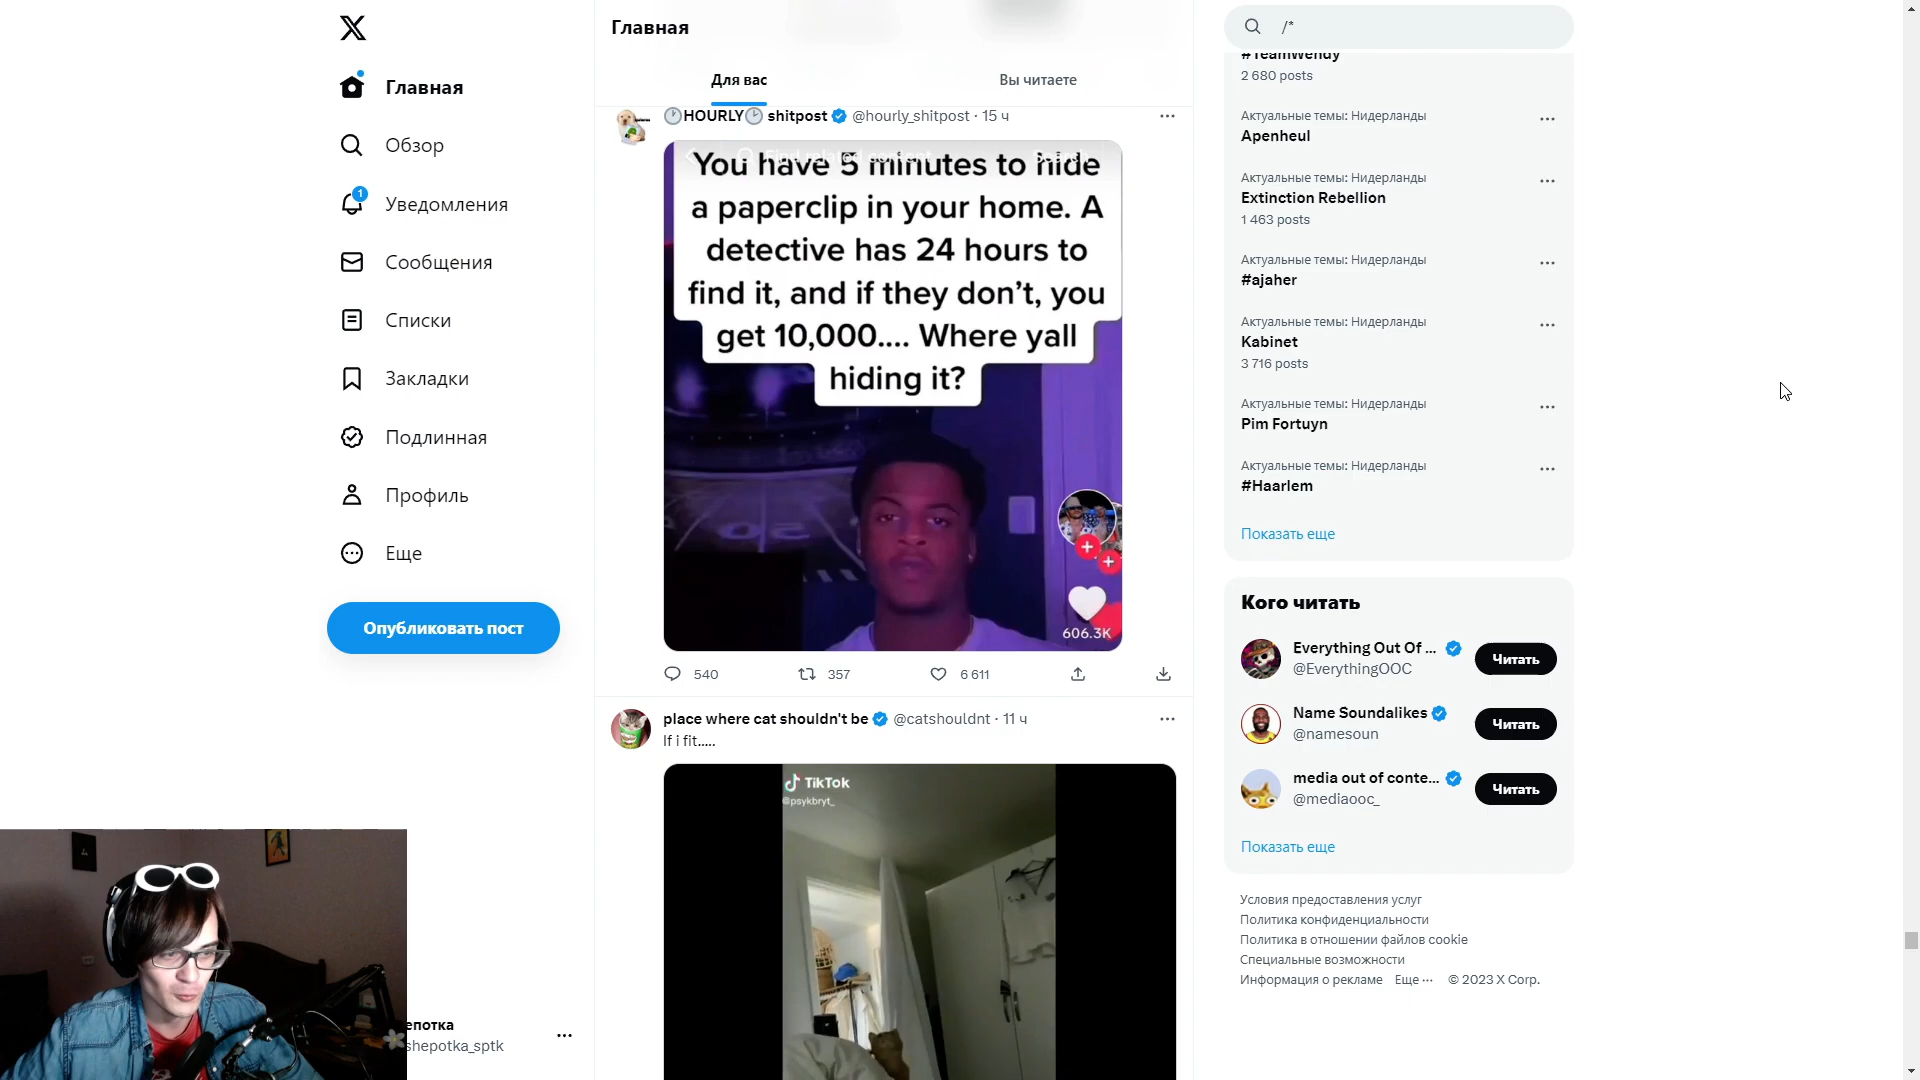 Главная
Обзор
1
Уведомления
Сообщения
Списки
Закладки
Подлинная
Профиль
Еще
Опубликовать пост
епотка
shepotka_sptk
Главная
Для вас
Вы читаете
HOURLY shitpost @hourly_shitpost · 15 ч
You have 5 minutes to hide
a paperclip in your home. A
detective has 24 hours to
find it, and if they don’t, you
get 10,000.... Where yall
hiding it?
606.3K
540
357
6 611
place where cat shouldn't be @catshouldnt · 11 ч
If i fit.....
TikTok
@psykbryt_
/*
#TeamWendy
2 680 posts
Актуальные темы: Нидерланды
Apenheul
Актуальные темы: Нидерланды
Extinction Rebellion
1 463 posts
Актуальные темы: Нидерланды
#ajaher
Актуальные темы: Нидерланды
Kabinet
3 716 posts
Актуальные темы: Нидерланды
Pim Fortuyn
Актуальные темы: Нидерланды
#Haarlem
Показать еще
Кого читать
Everything Out Of ...
@EverythingOOC
Читать
Name Soundalikes
@namesoun
Читать
media out of conte...
@mediaooc_
Читать
Показать еще
Условия предоставления услуг
Политика конфиденциальности
Политика в отношении файлов cookie
Специальные возможности
Информация о рекламе Еще ··· © 2023 X Corp.